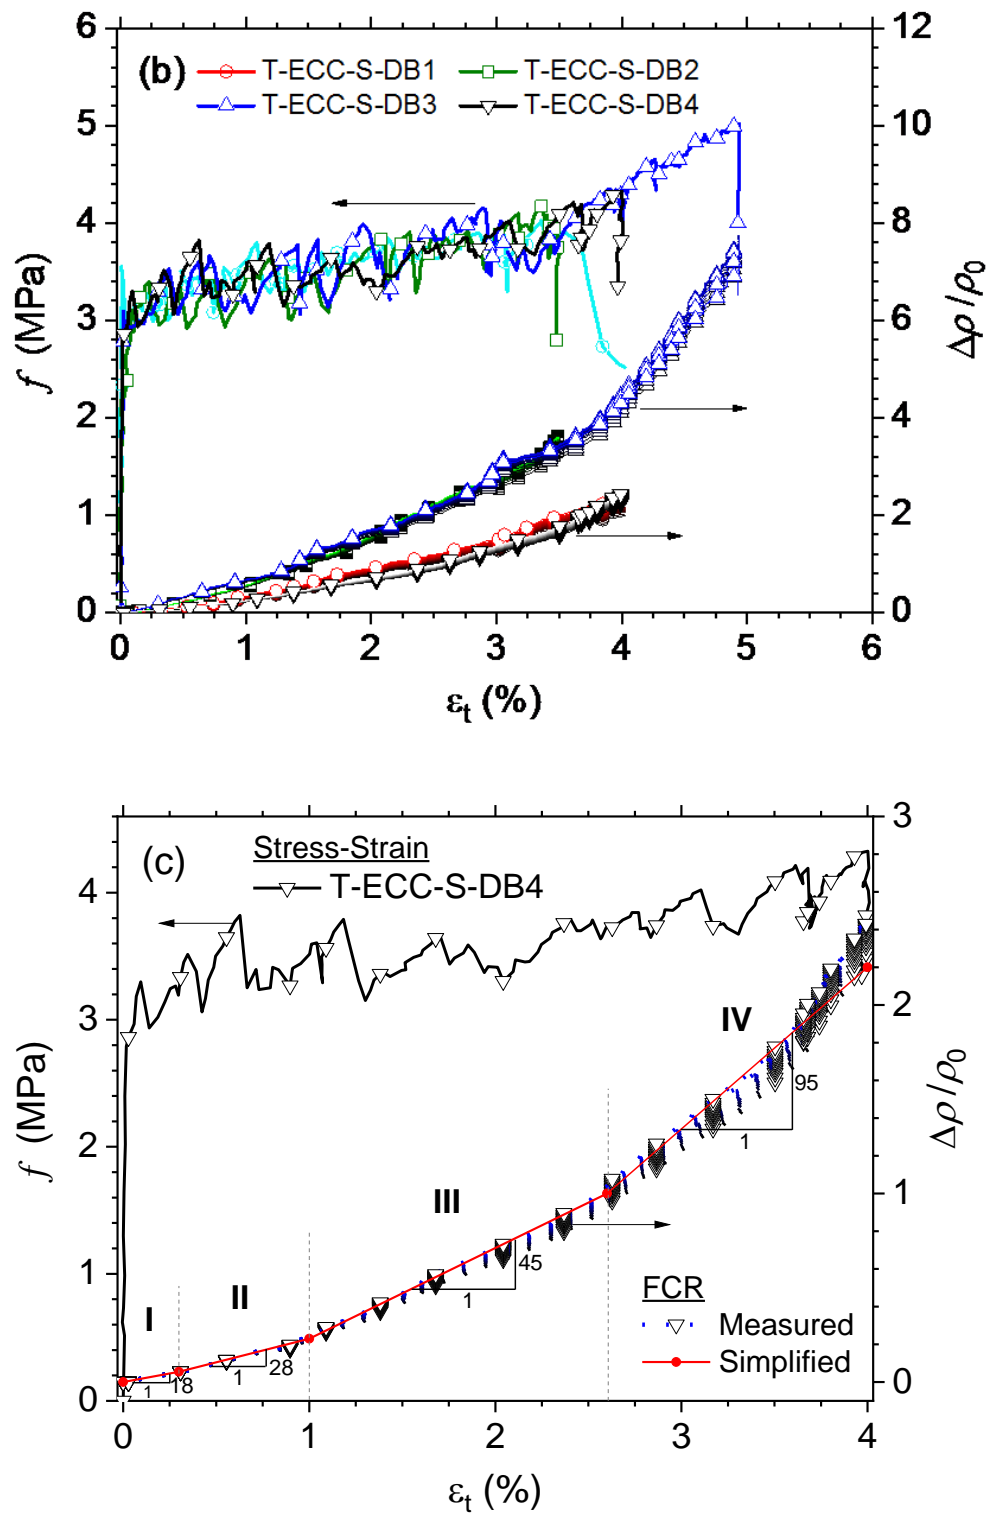 6
12
(b)
T-ECC-S-DB1
T-ECC-S-DB2
T-ECC-S-DB3
T-ECC-S-DB4
5
10
4
8
3
6
2
4
1
2
0
0
f (MPa)
Δρ/ρ0
0 1 2 3 4 5 6
εt (%)
3
(c)
Stress-Strain
T-ECC-S-DB4
4
2
3
IV
95
1
f (MPa)
Δρ/ρ0
2
III
1
45
1
1
II
I
FCR
Measured
Simplified
28
1
18
1
0
0
0 1 2 3 4
εt (%)